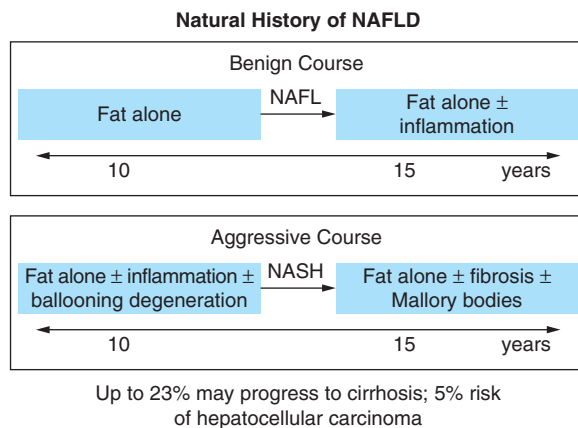 Natural History of NAFLD
Benign Course
Fat alone
NAFL
Fat alone ±
inflammation
10
15
years
Aggressive Course
Fat alone ± inflammation ±
ballooning degeneration
NASH
Fat alone ± fibrosis ±
Mallory bodies
10
15
years
Up to 23% may progress to cirrhosis; 5% risk
of hepatocellular carcinoma